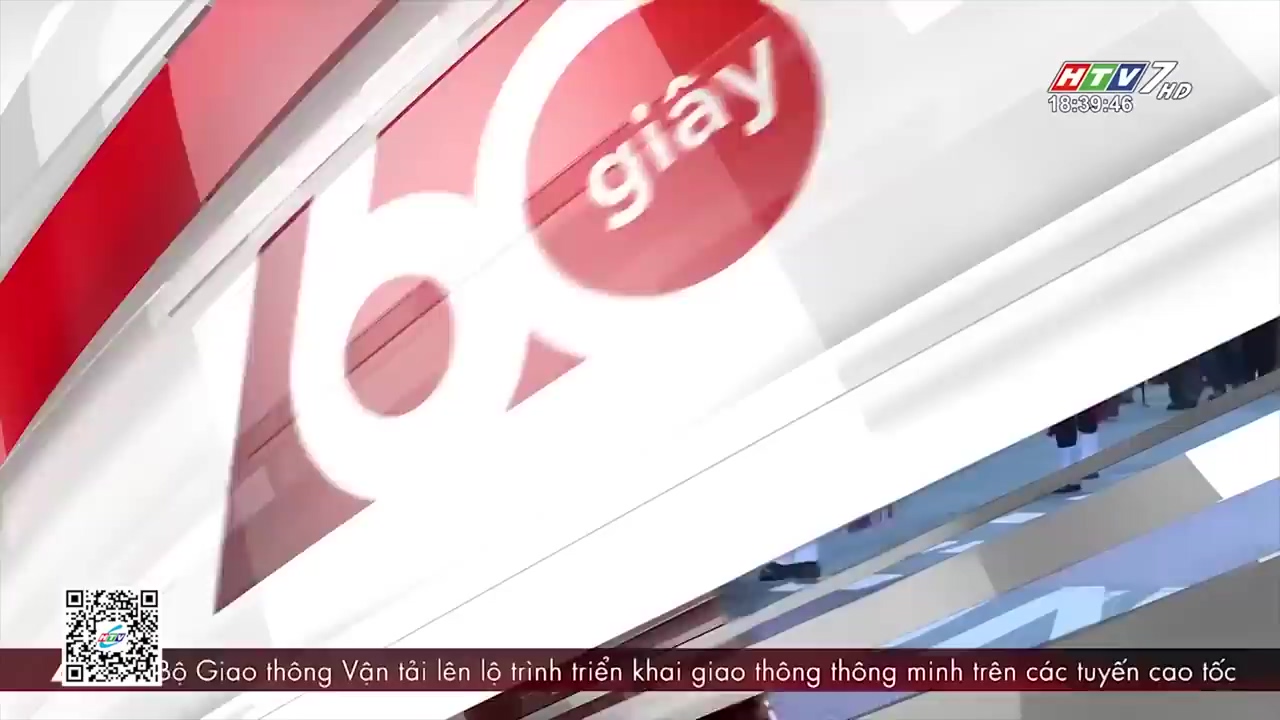 60
giây
HTV7 HD
18:39:46
HTV
Bộ Giao thông Vận tải lên lộ trình triển khai giao thông thông minh trên các tuyến cao tốc